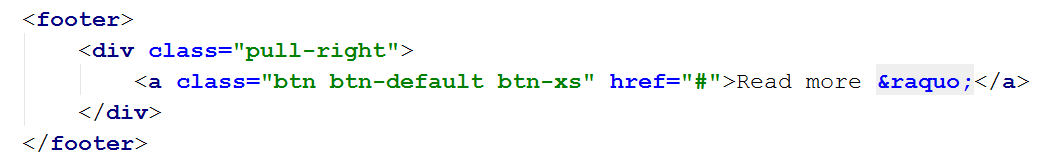 <footer>
<div class="pull-right">
<a class="btn btn-default btn-xs" href="#">Read more &raquo;</a>
</div>
</footer>